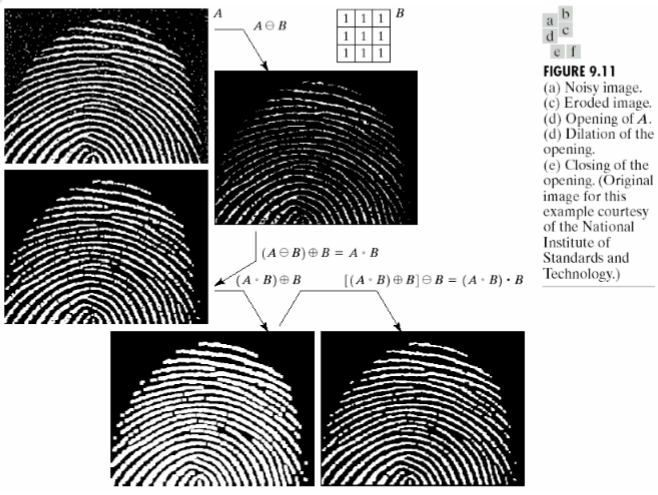 A
A ⊖ B
1 1 1 B
1 1 1
1 1 1
(A ⊖ B) ⊕ B = A ∘ B
(A ∘ B) ⊕ B
[(A ∘ B) ⊕ B] ⊖ B = (A ∘ B) • B
a b
d c
e f
FIGURE 9.11
(a) Noisy image.
(c) Eroded image.
(d) Opening of A.
(d) Dilation of the
opening.
(e) Closing of the
opening. (Original
image for this
example courtesy
of the National
Institute of
Standards and
Technology.)